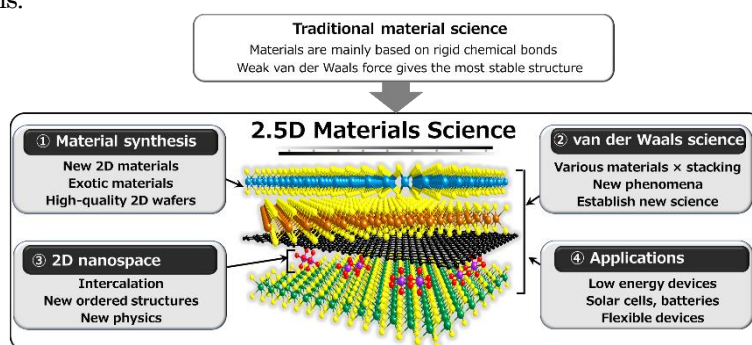 ns.
Traditional material science
Materials are mainly based on rigid chemical bonds
Weak van der Waals force gives the most stable structure
2.5D Materials Science
① Material synthesis
New 2D materials
Exotic materials
High-quality 2D wafers
② van der Waals science
Various materials × stacking
New phenomena
Establish new science
③ 2D nanospace
Intercalation
New ordered structures
New physics
④ Applications
Low energy devices
Solar cells, batteries
Flexible devices